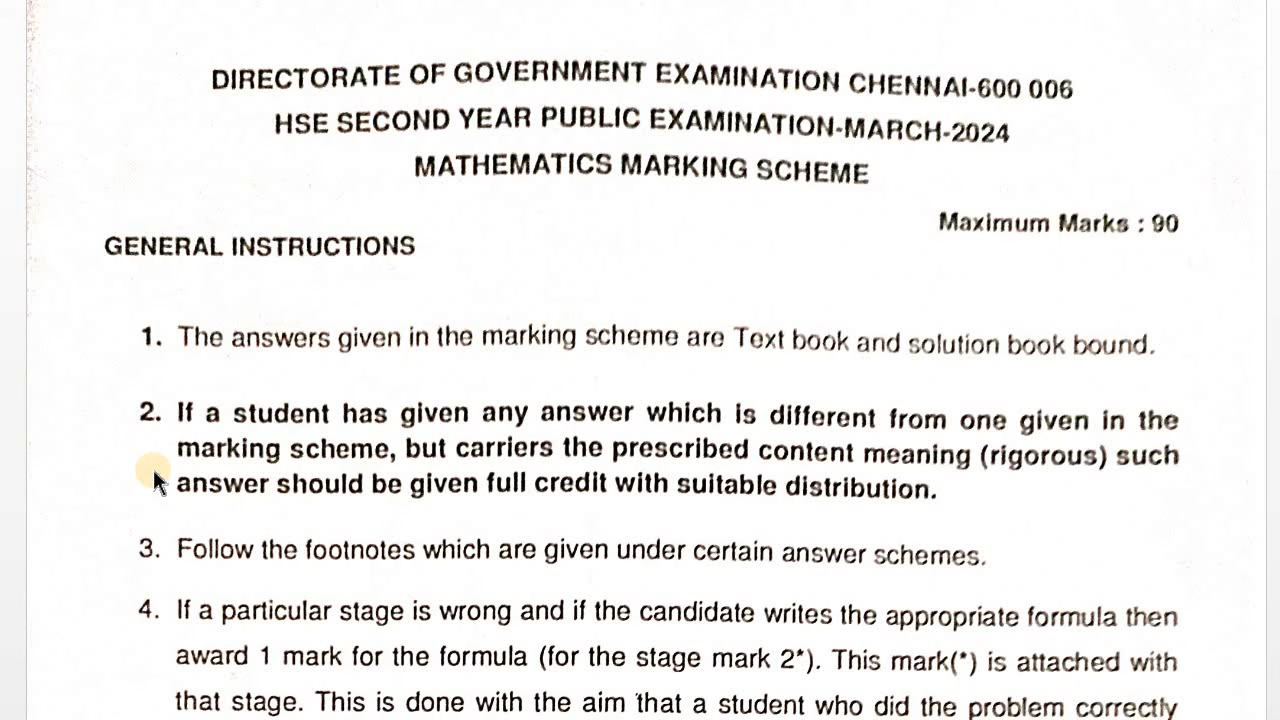 DIRECTORATE OF GOVERNMENT EXAMINATION CHENNAI-600 006
HSE SECOND YEAR PUBLIC EXAMINATION-MARCH-2024
MATHEMATICS MARKING SCHEME
Maximum Marks : 90
GENERAL INSTRUCTIONS
1. The answers given in the marking scheme are Text book and solution book bound.
2. If a student has given any answer which is different from one given in the
marking scheme, but carriers the prescribed content meaning (rigorous) such
answer should be given full credit with suitable distribution.
3. Follow the footnotes which are given under certain answer schemes.
4. If a particular stage is wrong and if the candidate writes the appropriate formula then
award 1 mark for the formula (for the stage mark 2*). This mark(*) is attached with
that stage. This is done with the aim that a student who did the problem correctly